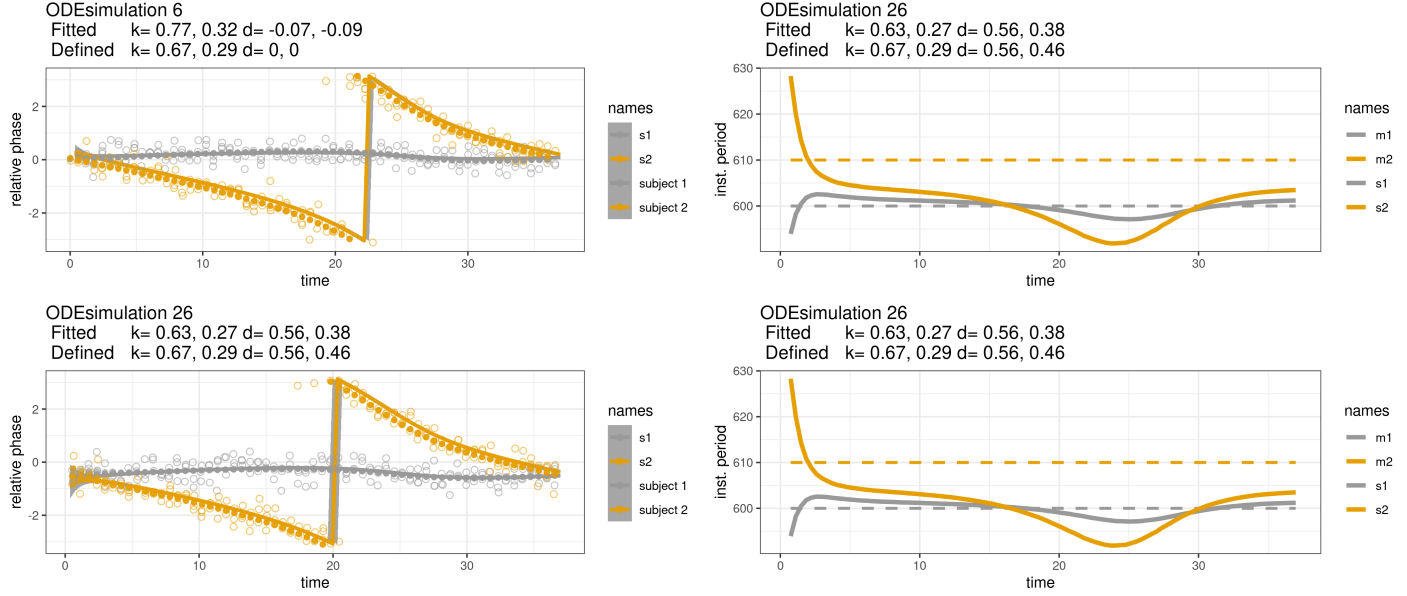 ODEsimulation 6
Fitted k= 0.77, 0.32 d= -0.07, -0.09
Defined k= 0.67, 0.29 d= 0, 0
relative phase
2
0
-2
0 10 20 30
time
names
s1
s2
subject 1
subject 2
ODEsimulation 26
Fitted k= 0.63, 0.27 d= 0.56, 0.38
Defined k= 0.67, 0.29 d= 0.56, 0.46
inst. period
630
620
610
600
0 10 20 30
time
names
m1
m2
s1
s2
ODEsimulation 26
Fitted k= 0.63, 0.27 d= 0.56, 0.38
Defined k= 0.67, 0.29 d= 0.56, 0.46
relative phase
2
0
-2
0 10 20 30
time
names
s1
s2
subject 1
subject 2
ODEsimulation 26
Fitted k= 0.63, 0.27 d= 0.56, 0.38
Defined k= 0.67, 0.29 d= 0.56, 0.46
inst. period
630
620
610
600
0 10 20 30
time
names
m1
m2
s1
s2